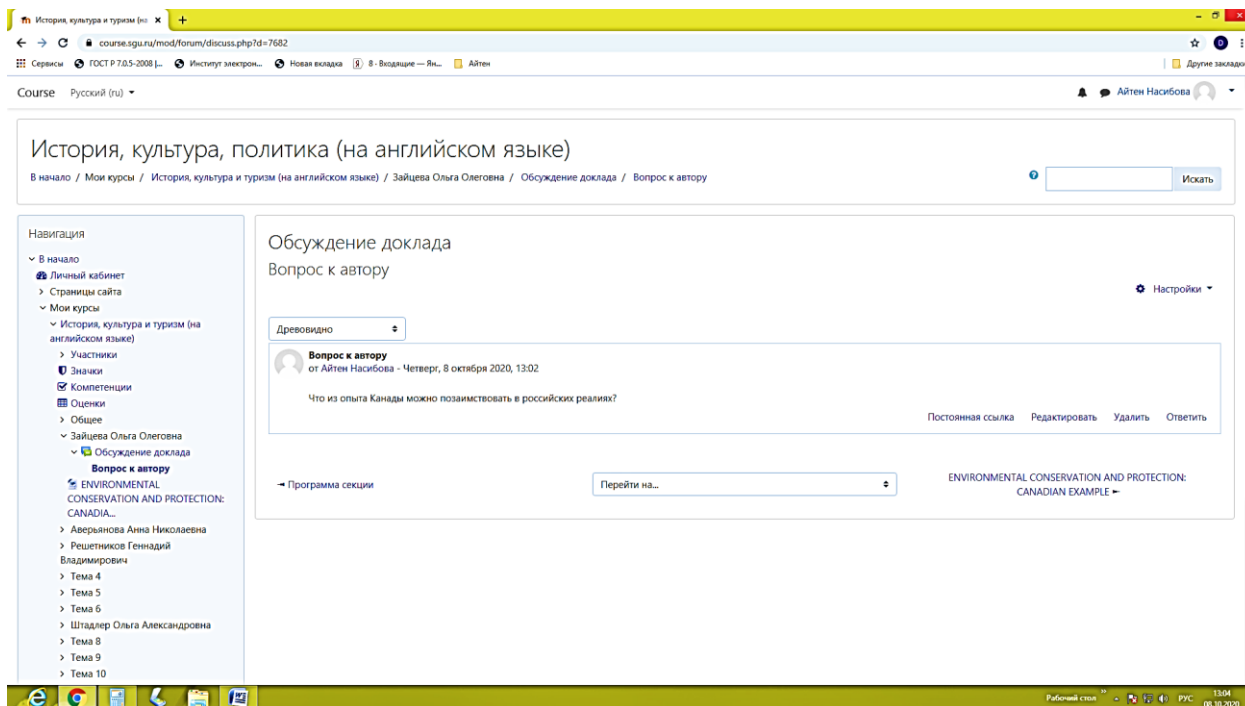 История, культура и туризм (на
course.sgu.ru/mod/forum/discuss.php?d=7682
Сервисы ГОСТ Р 7.0.5-2008 |... Институт электрон... Новая вкладка 8 · Входящие — Ян... Айтен Другие закладки
Course Русский (ru) Айтен Насибова
История, культура, политика (на английском языке)
В начало / Мои курсы / История, культура и туризм (на английском языке) / Зайцева Ольга Олеговна / Обсуждение доклада / Вопрос к автору
Искать
Навигация
В начало
Личный кабинет
Страницы сайта
Мои курсы
История, культура и туризм (на
английском языке)
Участники
Значки
Компетенции
Оценки
Общее
Зайцева Ольга Олеговна
Обсуждение доклада
Вопрос к автору
ENVIRONMENTAL
CONSERVATION AND PROTECTION:
CANADIA...
Аверьянова Анна Николаевна
Решетников Геннадий
Владимирович
Тема 4
Тема 5
Тема 6
Штадлер Ольга Александровна
Тема 8
Тема 9
Тема 10
Обсуждение доклада
Вопрос к автору
Настройки
Древовидно
Вопрос к автору
от Айтен Насибова - Четверг, 8 октября 2020, 13:02
Что из опыта Канады можно позаимствовать в российских реалиях?
Постоянная ссылка Редактировать Удалить Ответить
◄ Программа секции
Перейти на...
ENVIRONMENTAL CONSERVATION AND PROTECTION:
CANADIAN EXAMPLE ►
Рабочий стол РУС 13:04
08.10.2020